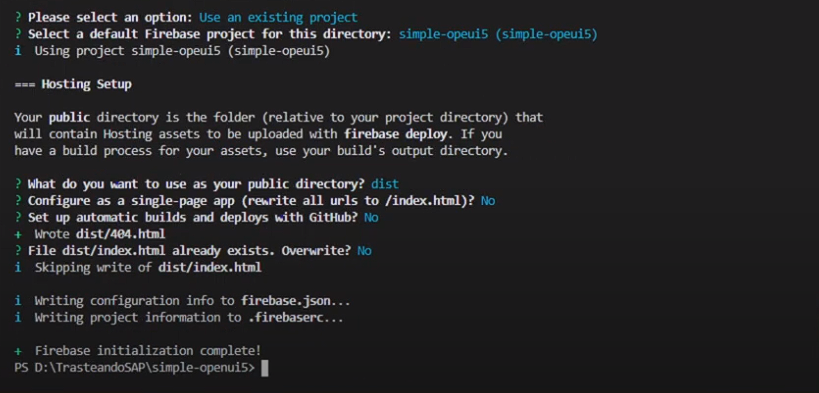 ? Please select an option: Use an existing project
? Select a default Firebase project for this directory: simple-opeui5 (simple-opeui5)
i  Using project simple-opeui5 (simple-opeui5)
=== Hosting Setup
Your public directory is the folder (relative to your project directory) that
will contain Hosting assets to be uploaded with firebase deploy. If you
have a build process for your assets, use your build's output directory.
? What do you want to use as your public directory? dist
? Configure as a single-page app (rewrite all urls to /index.html)? No
? Set up automatic builds and deploys with GitHub? No
+  Wrote dist/404.html
? File dist/index.html already exists. Overwrite? No
i  Skipping write of dist/index.html
i  Writing configuration info to firebase.json...
i  Writing project information to .firebaserc...
+  Firebase initialization complete!
PS D:\TrasteandoSAP\simple-openui5>